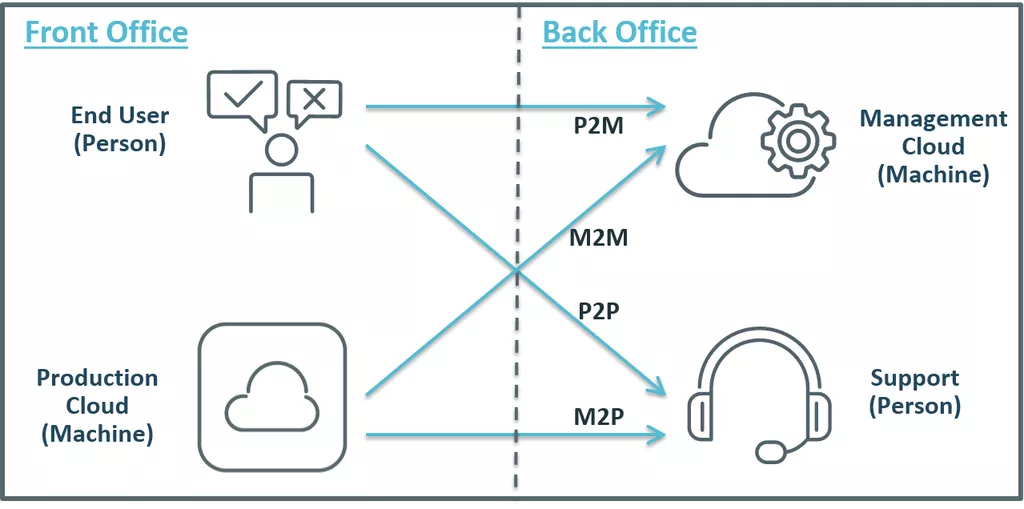 Front Office
Back Office
End User
(Person)
P2M
Management
Cloud
(Machine)
M2M
P2P
Production
Cloud
(Machine)
M2P
Support
(Person)